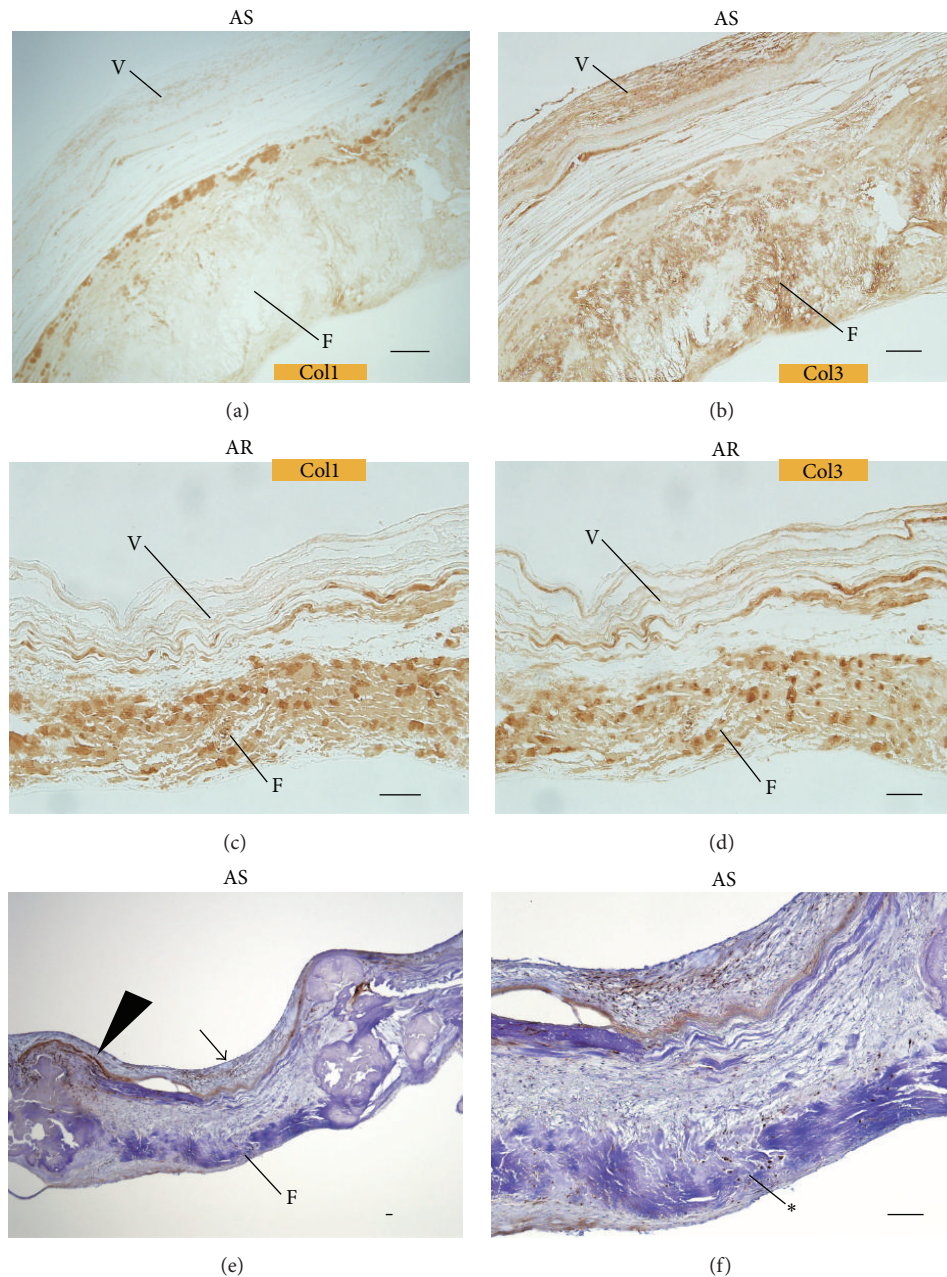 AS AS
V V
F F
Col1 Col3
(a) (b)
AR AR
Col1 Col3
V V
F F
(c) (d)
AS AS
F *
(e) (f)